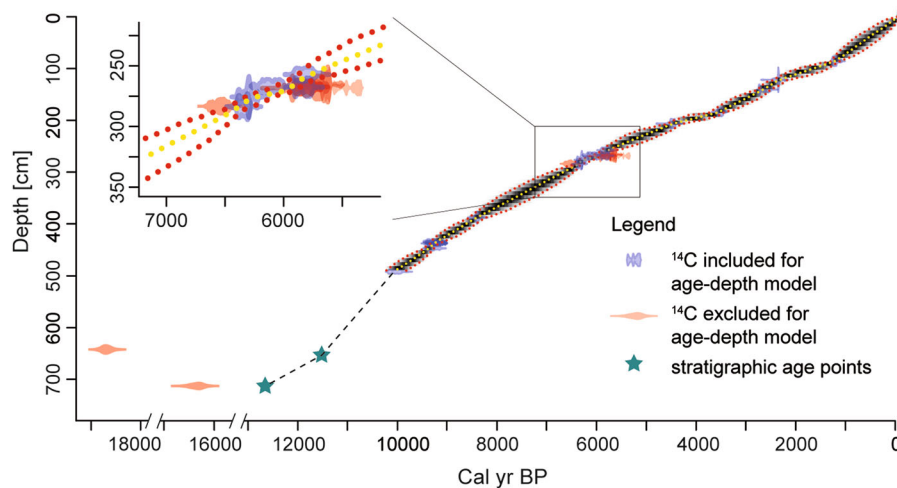 0
100
200
300
400
500
600
700
Depth [cm]
250
300
350
7000
6000
Legend
14C included for
age-depth model
14C excluded for
age-depth model
stratigraphic age points
18000
16000
12000
10000
8000
6000
4000
2000
0
Cal yr BP